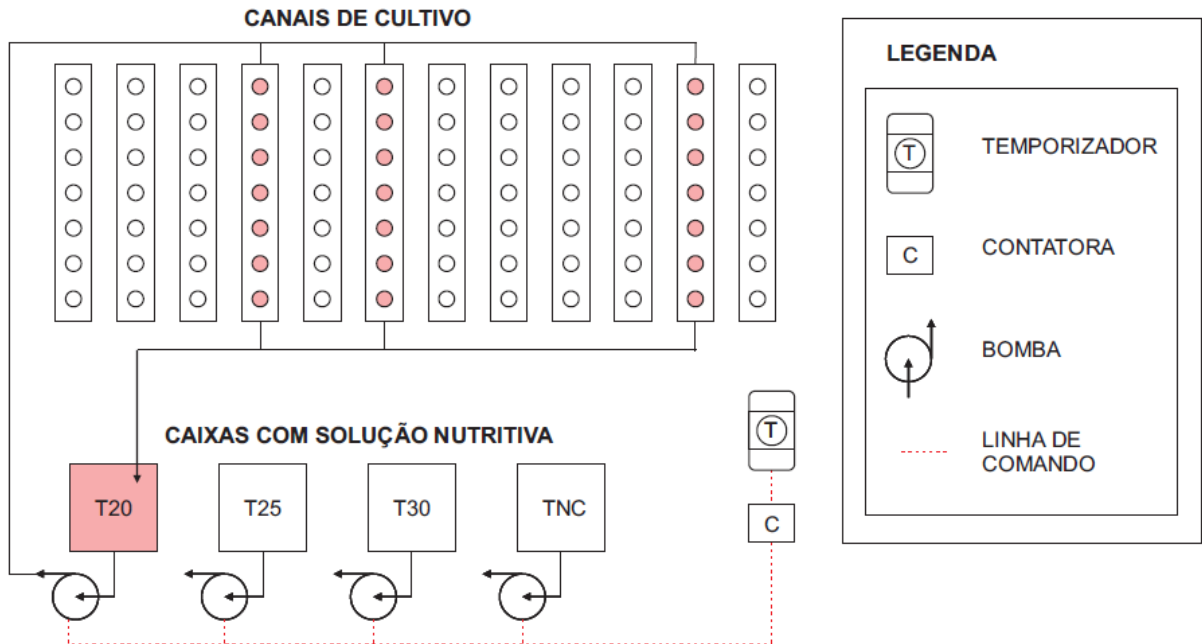 CANAIS DE CULTIVO
LEGENDA
T
TEMPORIZADOR
C
CONTATORA
BOMBA
LINHA DE
COMANDO
CAIXAS COM SOLUÇÃO NUTRITIVA
T
T20
T25
T30
TNC
C